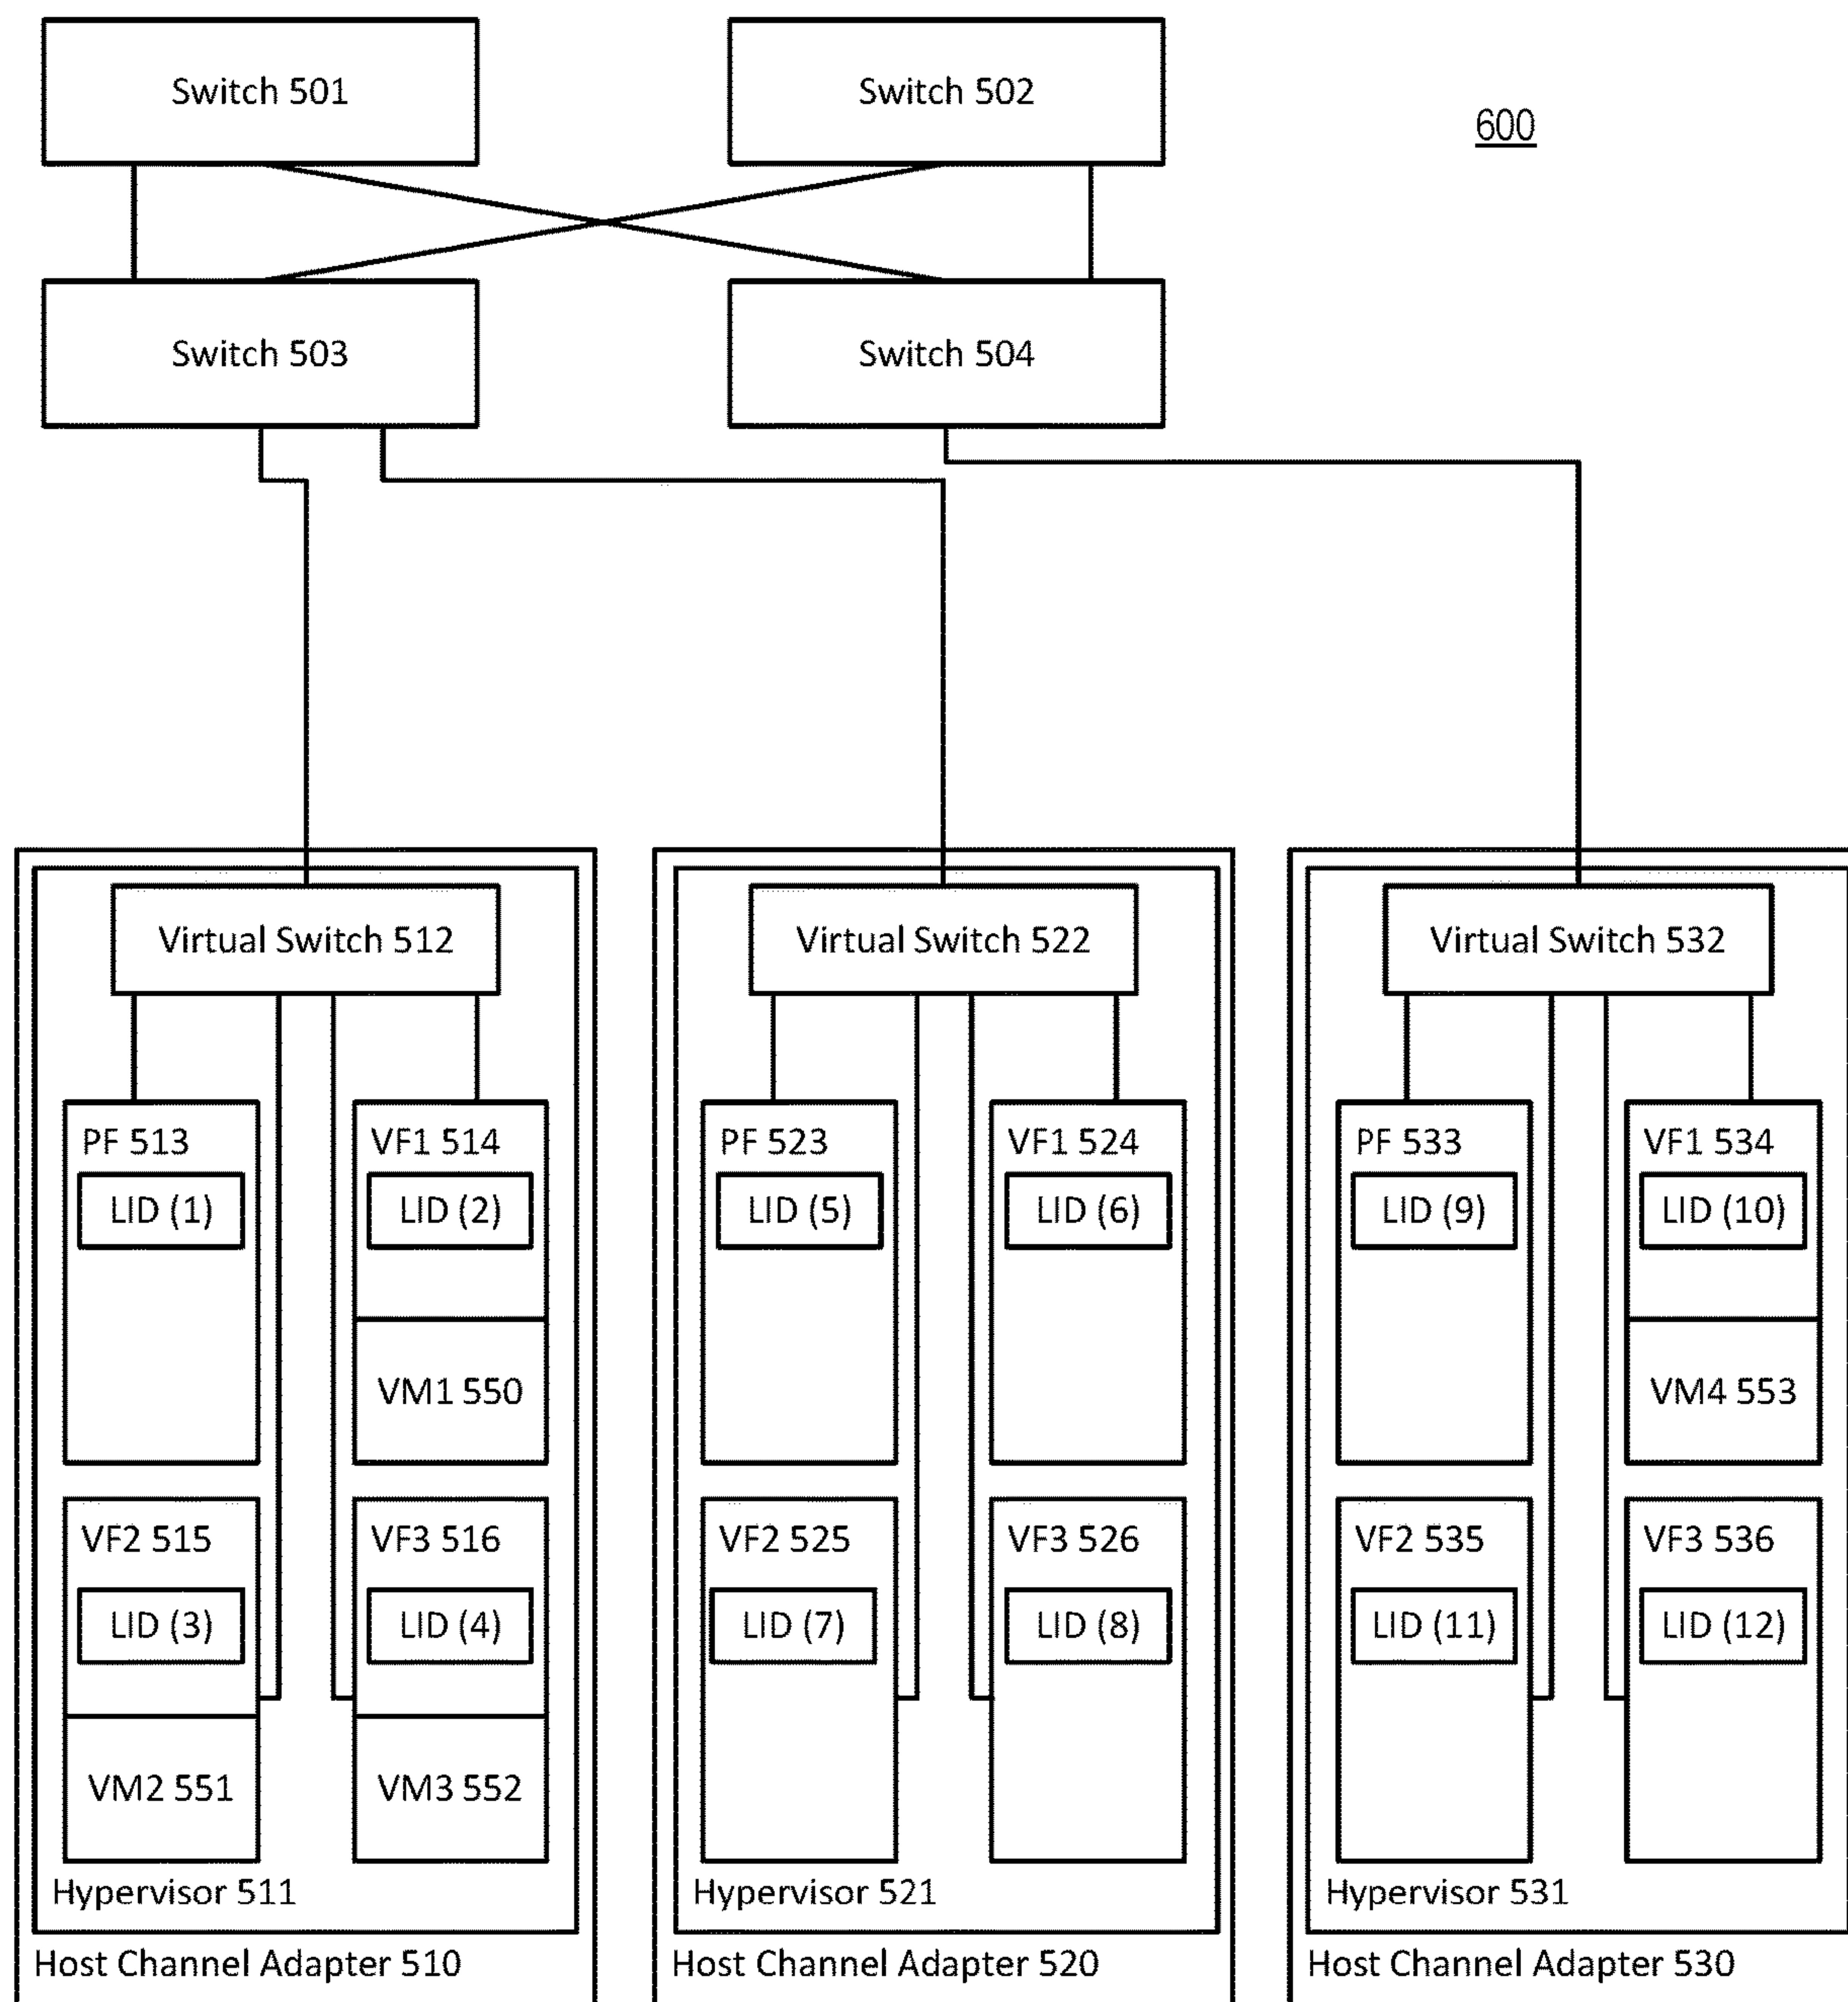 Switch 501
Switch 502
600
Switch 503
Switch 504
Virtual Switch 512
PF 513
LID (1)
VF1 514
LID (2)
VM1 550
VF2 515
LID (3)
VM2 551
VF3 516
LID (4)
VM3 552
Hypervisor 511
Host Channel Adapter 510
Virtual Switch 522
PF 523
LID (5)
VF1 524
LID (6)
VF2 525
LID (7)
VF3 526
LID (8)
Hypervisor 521
Host Channel Adapter 520
Virtual Switch 532
PF 533
LID (9)
VF1 534
LID (10)
VM4 553
VF2 535
LID (11)
VF3 536
LID (12)
Hypervisor 531
Host Channel Adapter 530